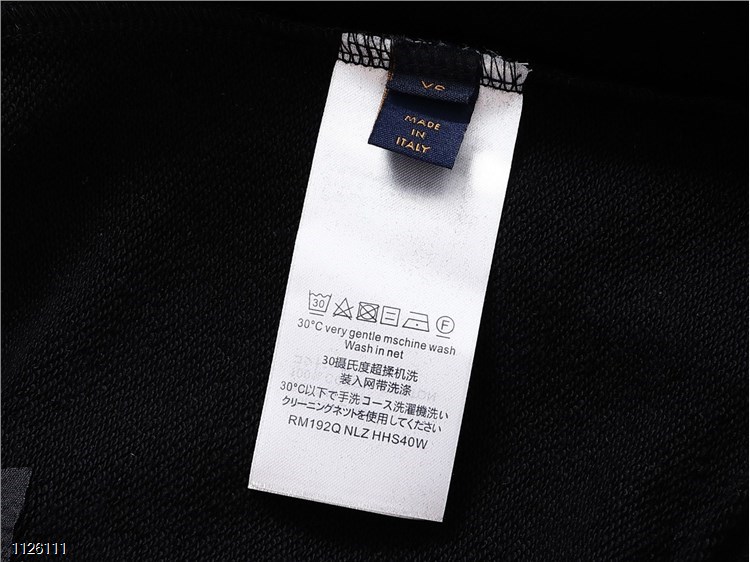 MADE
IN
ITALY
30
F
30°C very gentle mschine wash
Wash in net
30摄氏度超揉机洗
装入网带洗涤
30°C以下で手洗コース洗濯機洗い
クリーニングネットを使用してください
RM192Q NLZ HHS40W
1126111